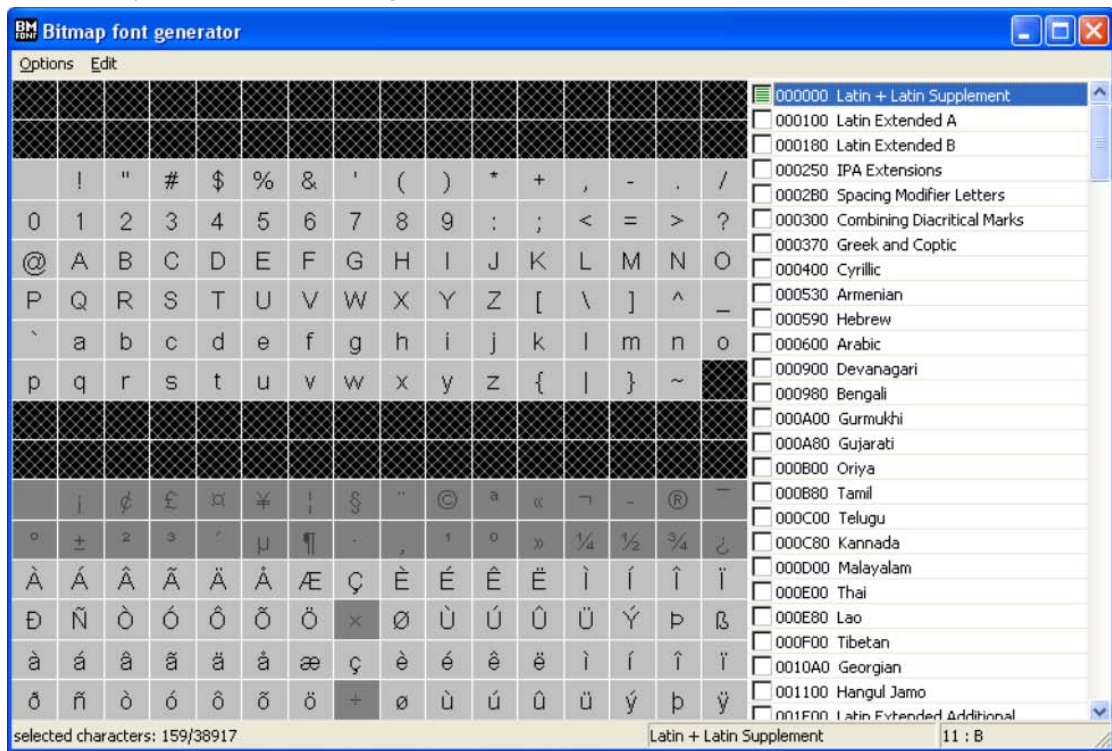 Bitmap font generator
Options Edit
! " # $ % & ' ( ) * + , - . /
0 1 2 3 4 5 6 7 8 9 : ; < = > ?
@ A B C D E F G H I J K L M N O
P Q R S T U V W X Y Z [ \ ] ^ _
` a b c d e f g h i j k l m n o
p q r s t u v w x y z { | } ~
¡ ¢ £ ¤ ¥ ¦ § ¨ © ª « ¬ - ® ¯
° ± ² ³ ´ µ ¶ · ¸ ¹ º » ¼ ½ ¾ ¿
À Á Â Ã Ä Å Æ Ç È É Ê Ë Ì Í Î Ï
Ð Ñ Ò Ó Ô Õ Ö × Ø Ù Ú Û Ü Ý Þ ß
à á â ã ä å æ ç è é ê ë ì í î ï
ð ñ ò ó ô õ ö ÷ ø ù ú û ü ý þ ÿ
000000 Latin + Latin Supplement
000100 Latin Extended A
000180 Latin Extended B
000250 IPA Extensions
0002B0 Spacing Modifier Letters
000300 Combining Diacritical Marks
000370 Greek and Coptic
000400 Cyrillic
000530 Armenian
000590 Hebrew
000600 Arabic
000900 Devanagari
000980 Bengali
000A00 Gurmukhi
000A80 Gujarati
000B00 Oriya
000B80 Tamil
000C00 Telugu
000C80 Kannada
000D00 Malayalam
000E00 Thai
000E80 Lao
000F00 Tibetan
0010A0 Georgian
001100 Hangul Jamo
001E00 Latin Extended Additional
selected characters: 159/38917
Latin + Latin Supplement
11 : B